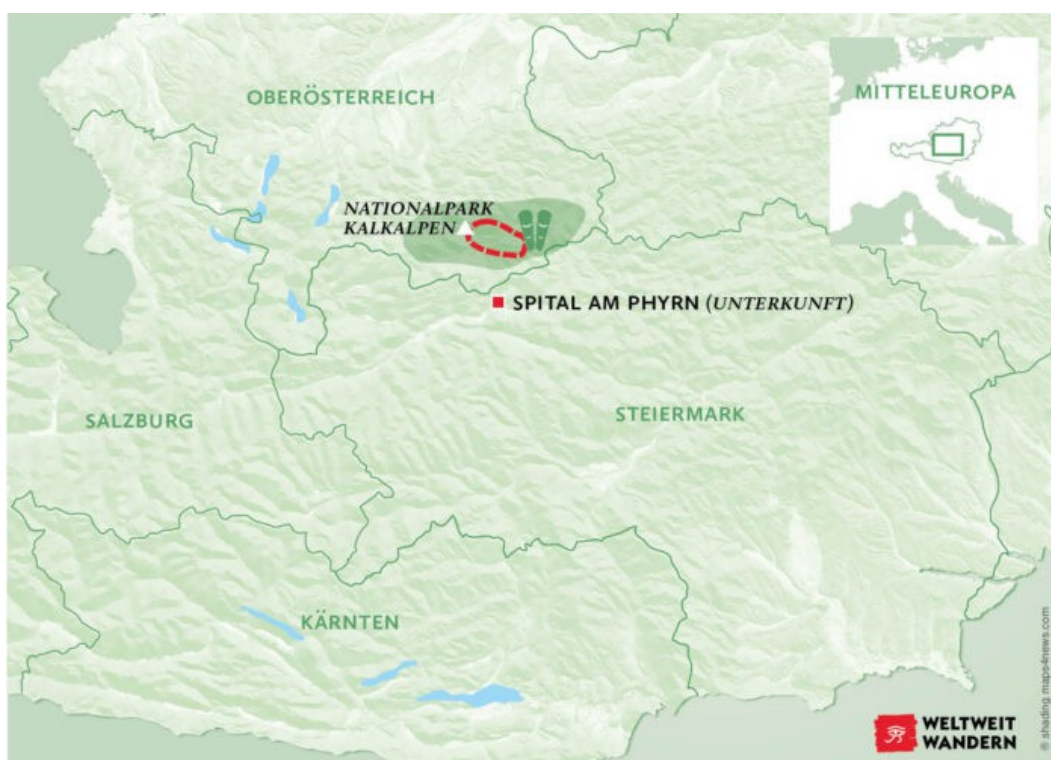 OBERÖSTERREICH
MITTELEUROPA
NATIONALPARK
KALKALPEN
SPITAL AM PHYRN (UNTERKUNFT)
SALZBURG
STEIERMARK
KÄRNTEN
WELTWEIT
WANDERN
© shading maps4news.com